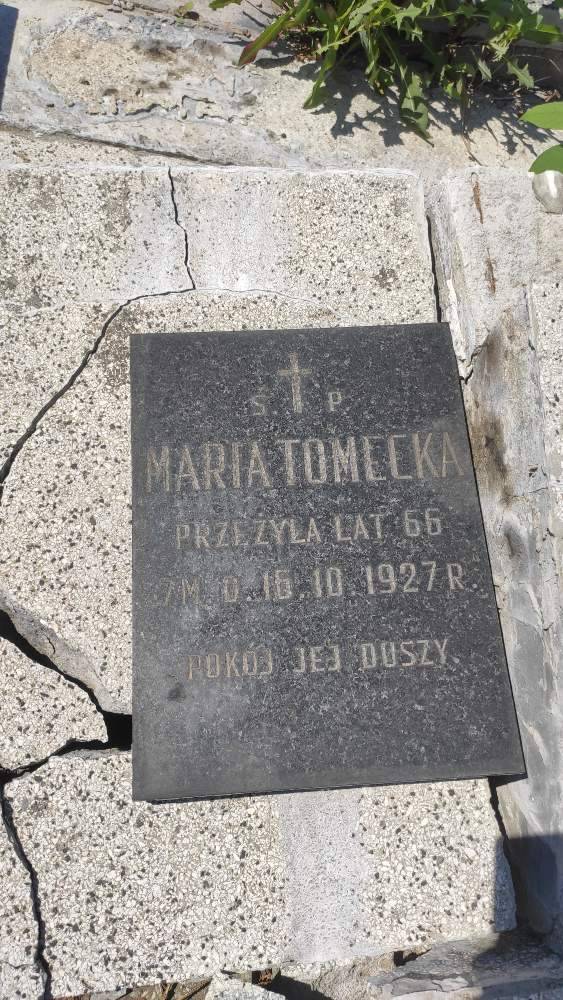 Ś P
MARIA TOMECKA
PRZEŻYŁA LAT 66
ZM. D. 16.10.1927 R.
POKÓJ JEJ DUSZY